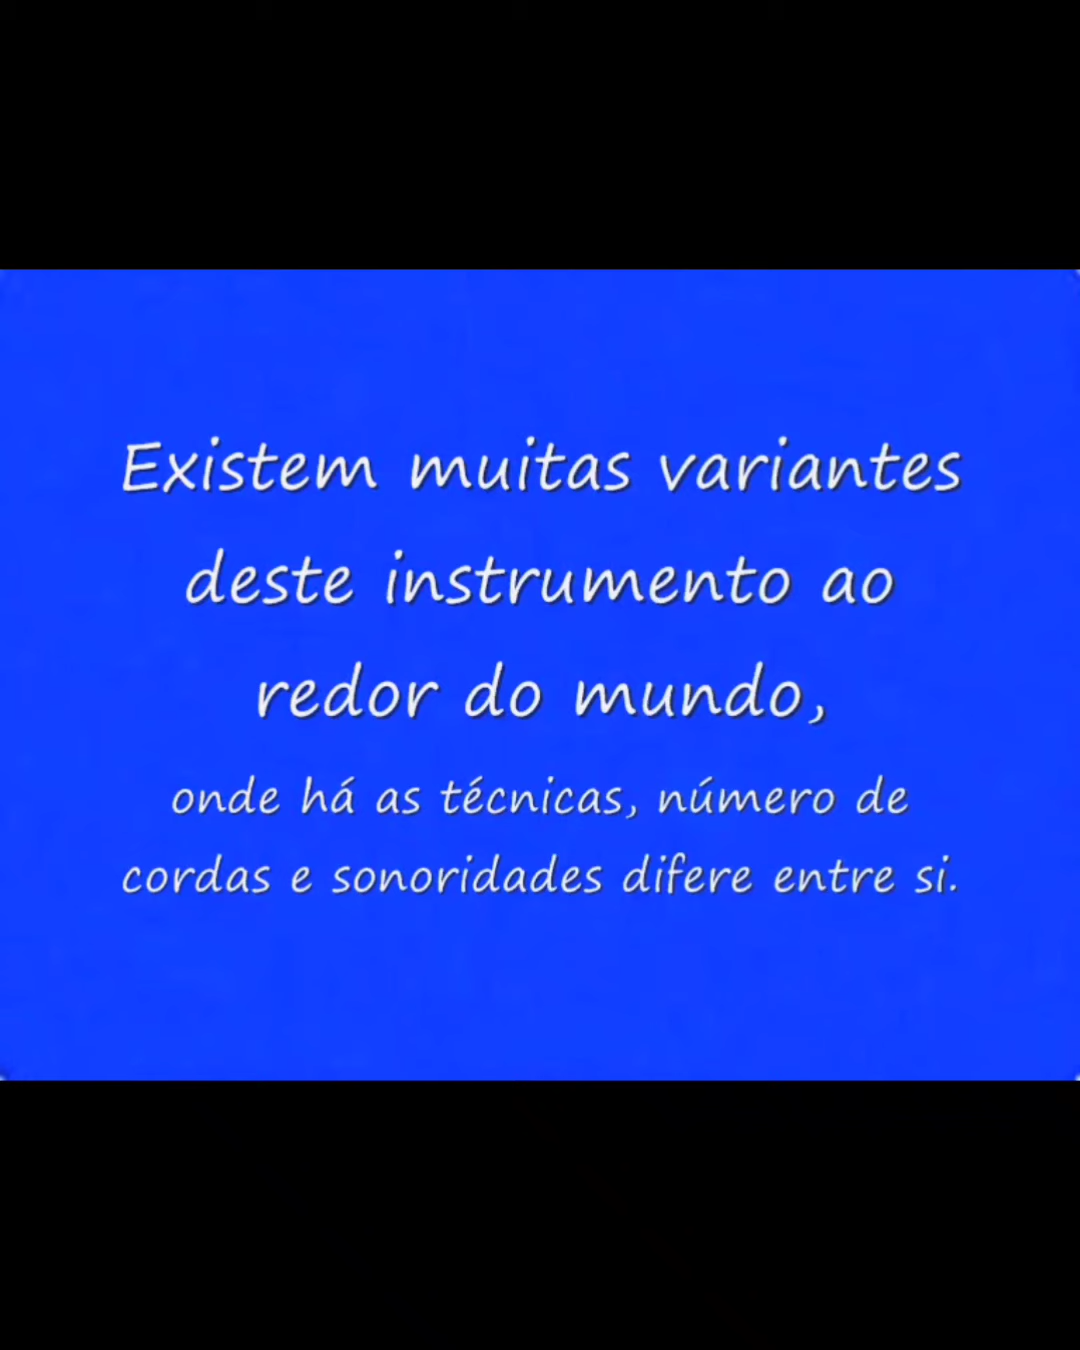 Existem muitas variantes
deste instrumento ao
redor do mundo,
onde há as técnicas, número de
cordas e sonoridades difere entre si.